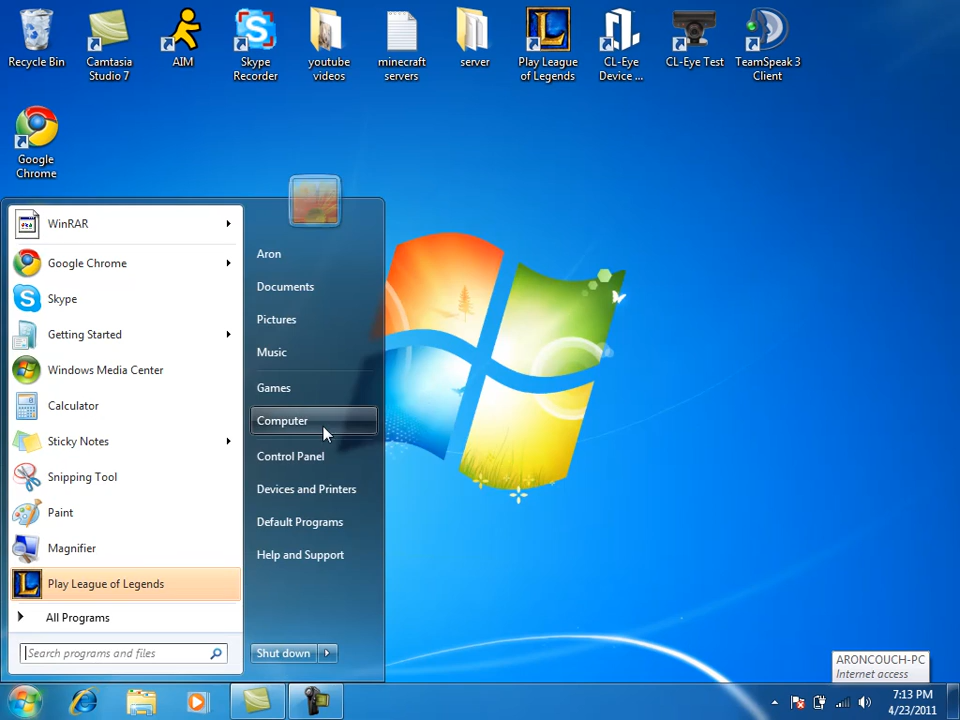 Recycle Bin
Camtasia
Studio 7
AIM
Skype
Recorder
youtube
videos
minecraft
servers
server
Play League
of Legends
CL-Eye
Device ...
CL-Eye Test
TeamSpeak 3
Client
Google
Chrome
WinRAR
Google Chrome
Skype
Getting Started
Windows Media Center
Calculator
Sticky Notes
Snipping Tool
Paint
Magnifier
Play League of Legends
All Programs
Search programs and files
Aron
Documents
Pictures
Music
Games
Computer
Control Panel
Devices and Printers
Default Programs
Help and Support
Shut down
ARONCOUCH-PC
Internet access
7:13 PM
4/23/2011